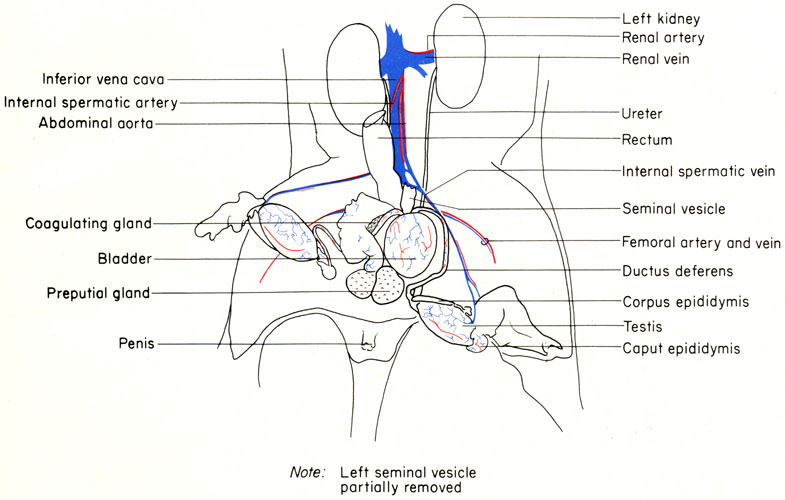 Left kidney
Renal artery
Renal vein
Inferior vena cava
Internal spermatic artery
Abdominal aorta
Ureter
Rectum
Internal spermatic vein
Seminal vesicle
Coagulating gland
Femoral artery and vein
Bladder
Ductus deferens
Preputial gland
Corpus epididymis
Testis
Penis
Caput epididymis
Note: Left seminal vesicle
partially removed